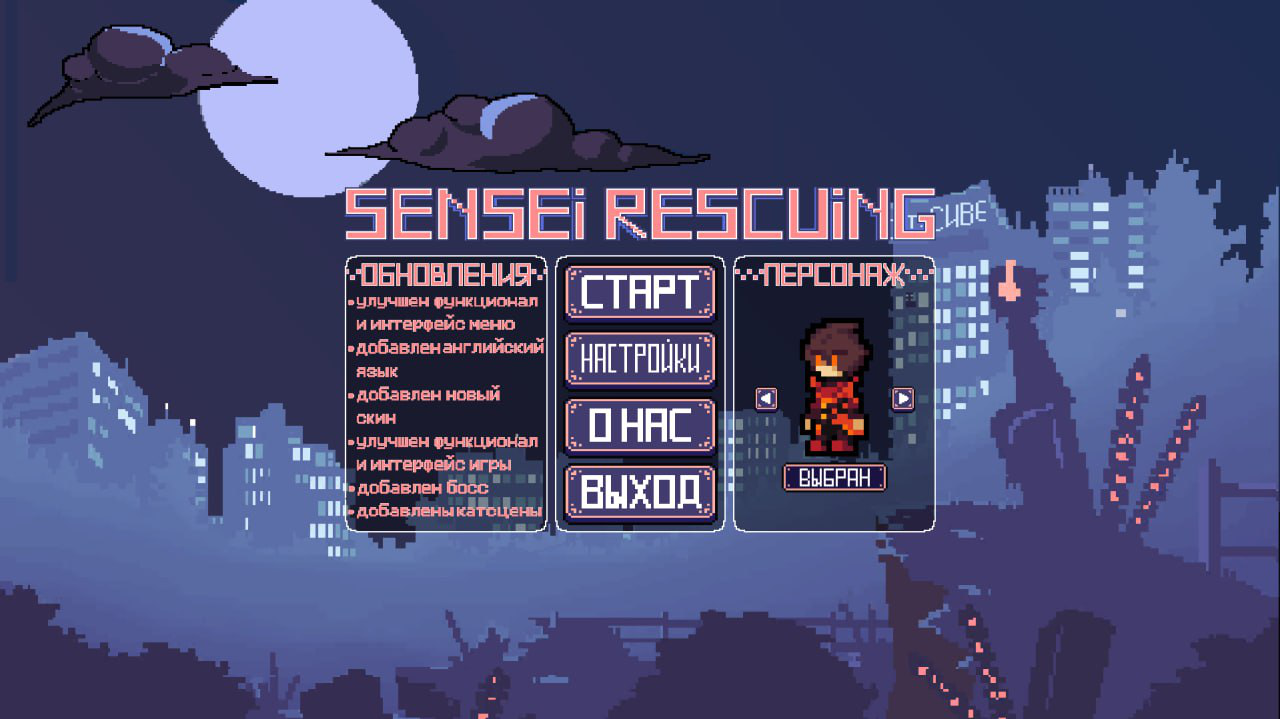 SENSEi RESCUiNG
CUBE
ОБНОВЛЕНИЯ
•улучшен функционал
и интерфейс меню
•добавлен английский
язык
•добавлен новый
скин
•улучшен функционал
и интерфейс игры
•добавлен босс
•добавлены катсцены
СТАРТ
НАСТРОЙКИ
О НАС
ВЫХОД
ПЕРСОНАЖ
ВЫБРАН